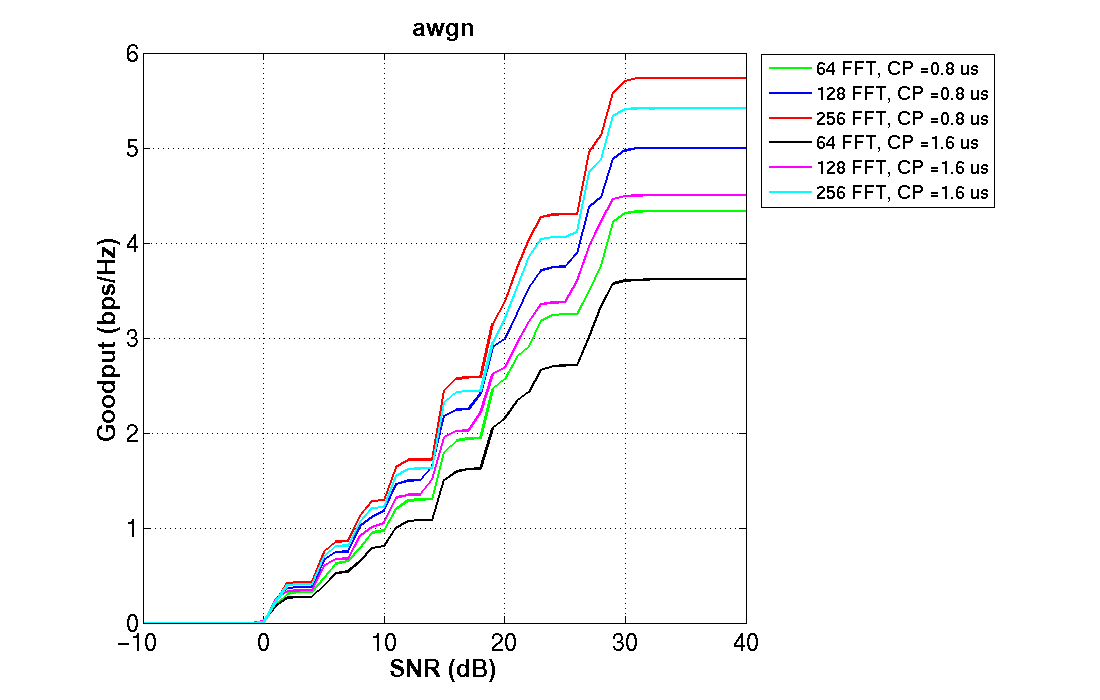 awgn
6
5
4
3
2
1
0
Goodput (bps/Hz)
−10 0 10 20 30 40
SNR (dB)
64 FFT, CP =0.8 us
128 FFT, CP =0.8 us
256 FFT, CP =0.8 us
64 FFT, CP =1.6 us
128 FFT, CP =1.6 us
256 FFT, CP =1.6 us